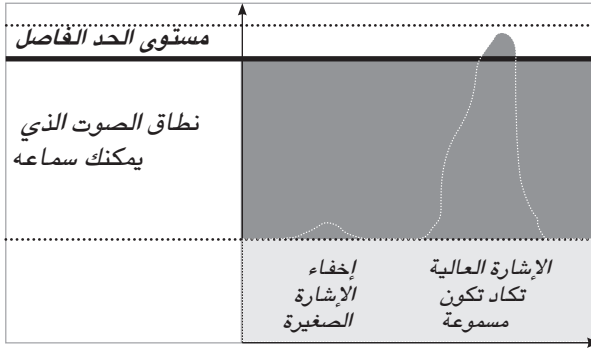 مستوى الحد الفاصل
نطاق الصوت الذي
يمكنك سماعه
الإشارة العالية
تكاد تكون
مسموعة
إخفاء
الإشارة
الصغيرة